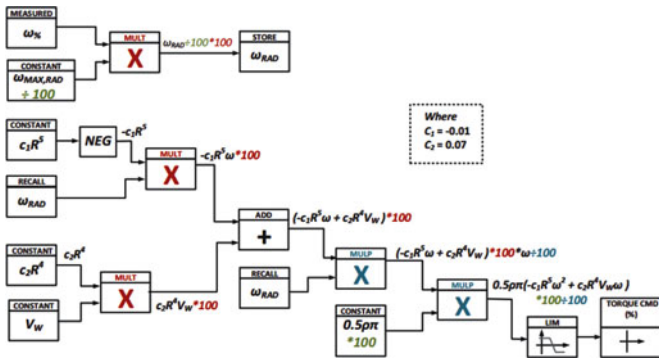 MEASURED
ω%
CONSTANT
ωMAX,RAD
÷ 100
MULT
X
ωRAD÷100*100
STORE
ωRAD
CONSTANT
c₁R⁵
NEG
-c₁R⁵
RECALL
ωRAD
MULT
X
-c₁R⁵ω*100
Where
C₁ = -0.01
C₂ = 0.07
CONSTANT
c₂R⁴
c₂R⁴
CONSTANT
Vw
MULT
X
c₂R⁴Vw*100
ADD
+
(-c₁R⁵ω + c₂R⁴Vw)*100
RECALL
ωRAD
MULP
X
(-c₁R⁵ω + c₂R⁴Vw)*100*ω÷100
CONSTANT
0.5ρπ
*100
MULP
X
0.5ρπ(-c₁R⁵ω² + c₂R⁴Vwω)
*100÷100
LIM
TORQUE CMD
(%)